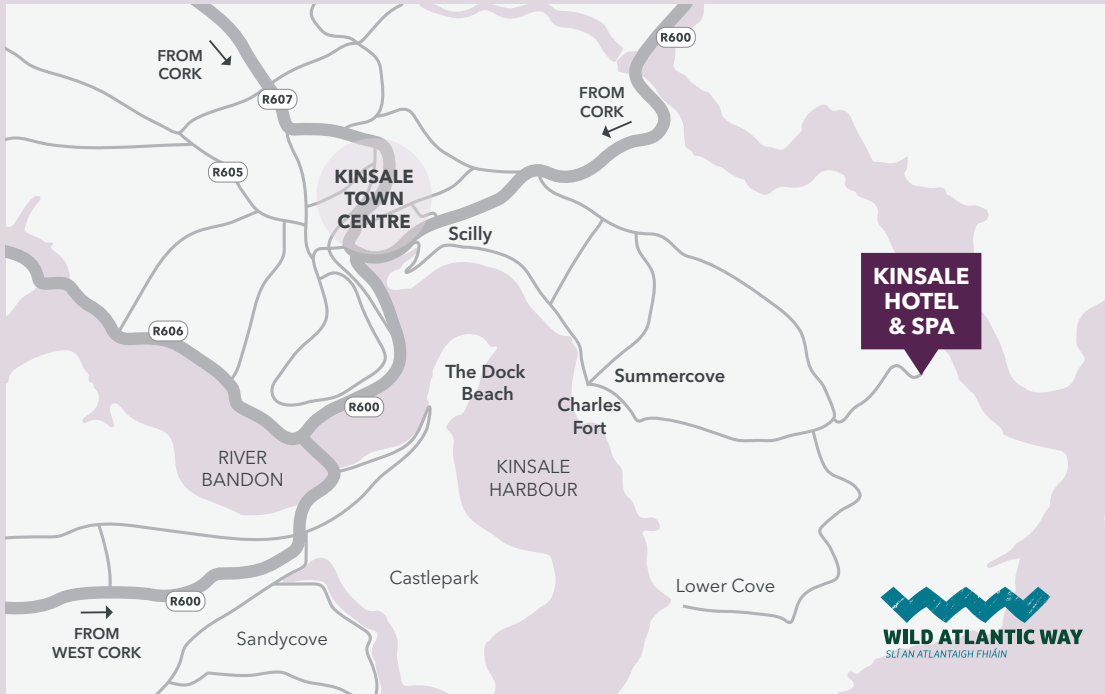 R600
FROM
CORK
FROM
CORK
R607
R605
KINSALE
TOWN
CENTRE
Scilly
KINSALE
HOTEL
& SPA
R606
The Dock
Beach
Summercove
Charles
Fort
R600
RIVER
BANDON
KINSALE
HARBOUR
Castlepark
Lower Cove
R600
FROM
WEST CORK
Sandycove
WILD ATLANTIC WAY
SLÍ AN ATLANTAIGH FHIÁIN